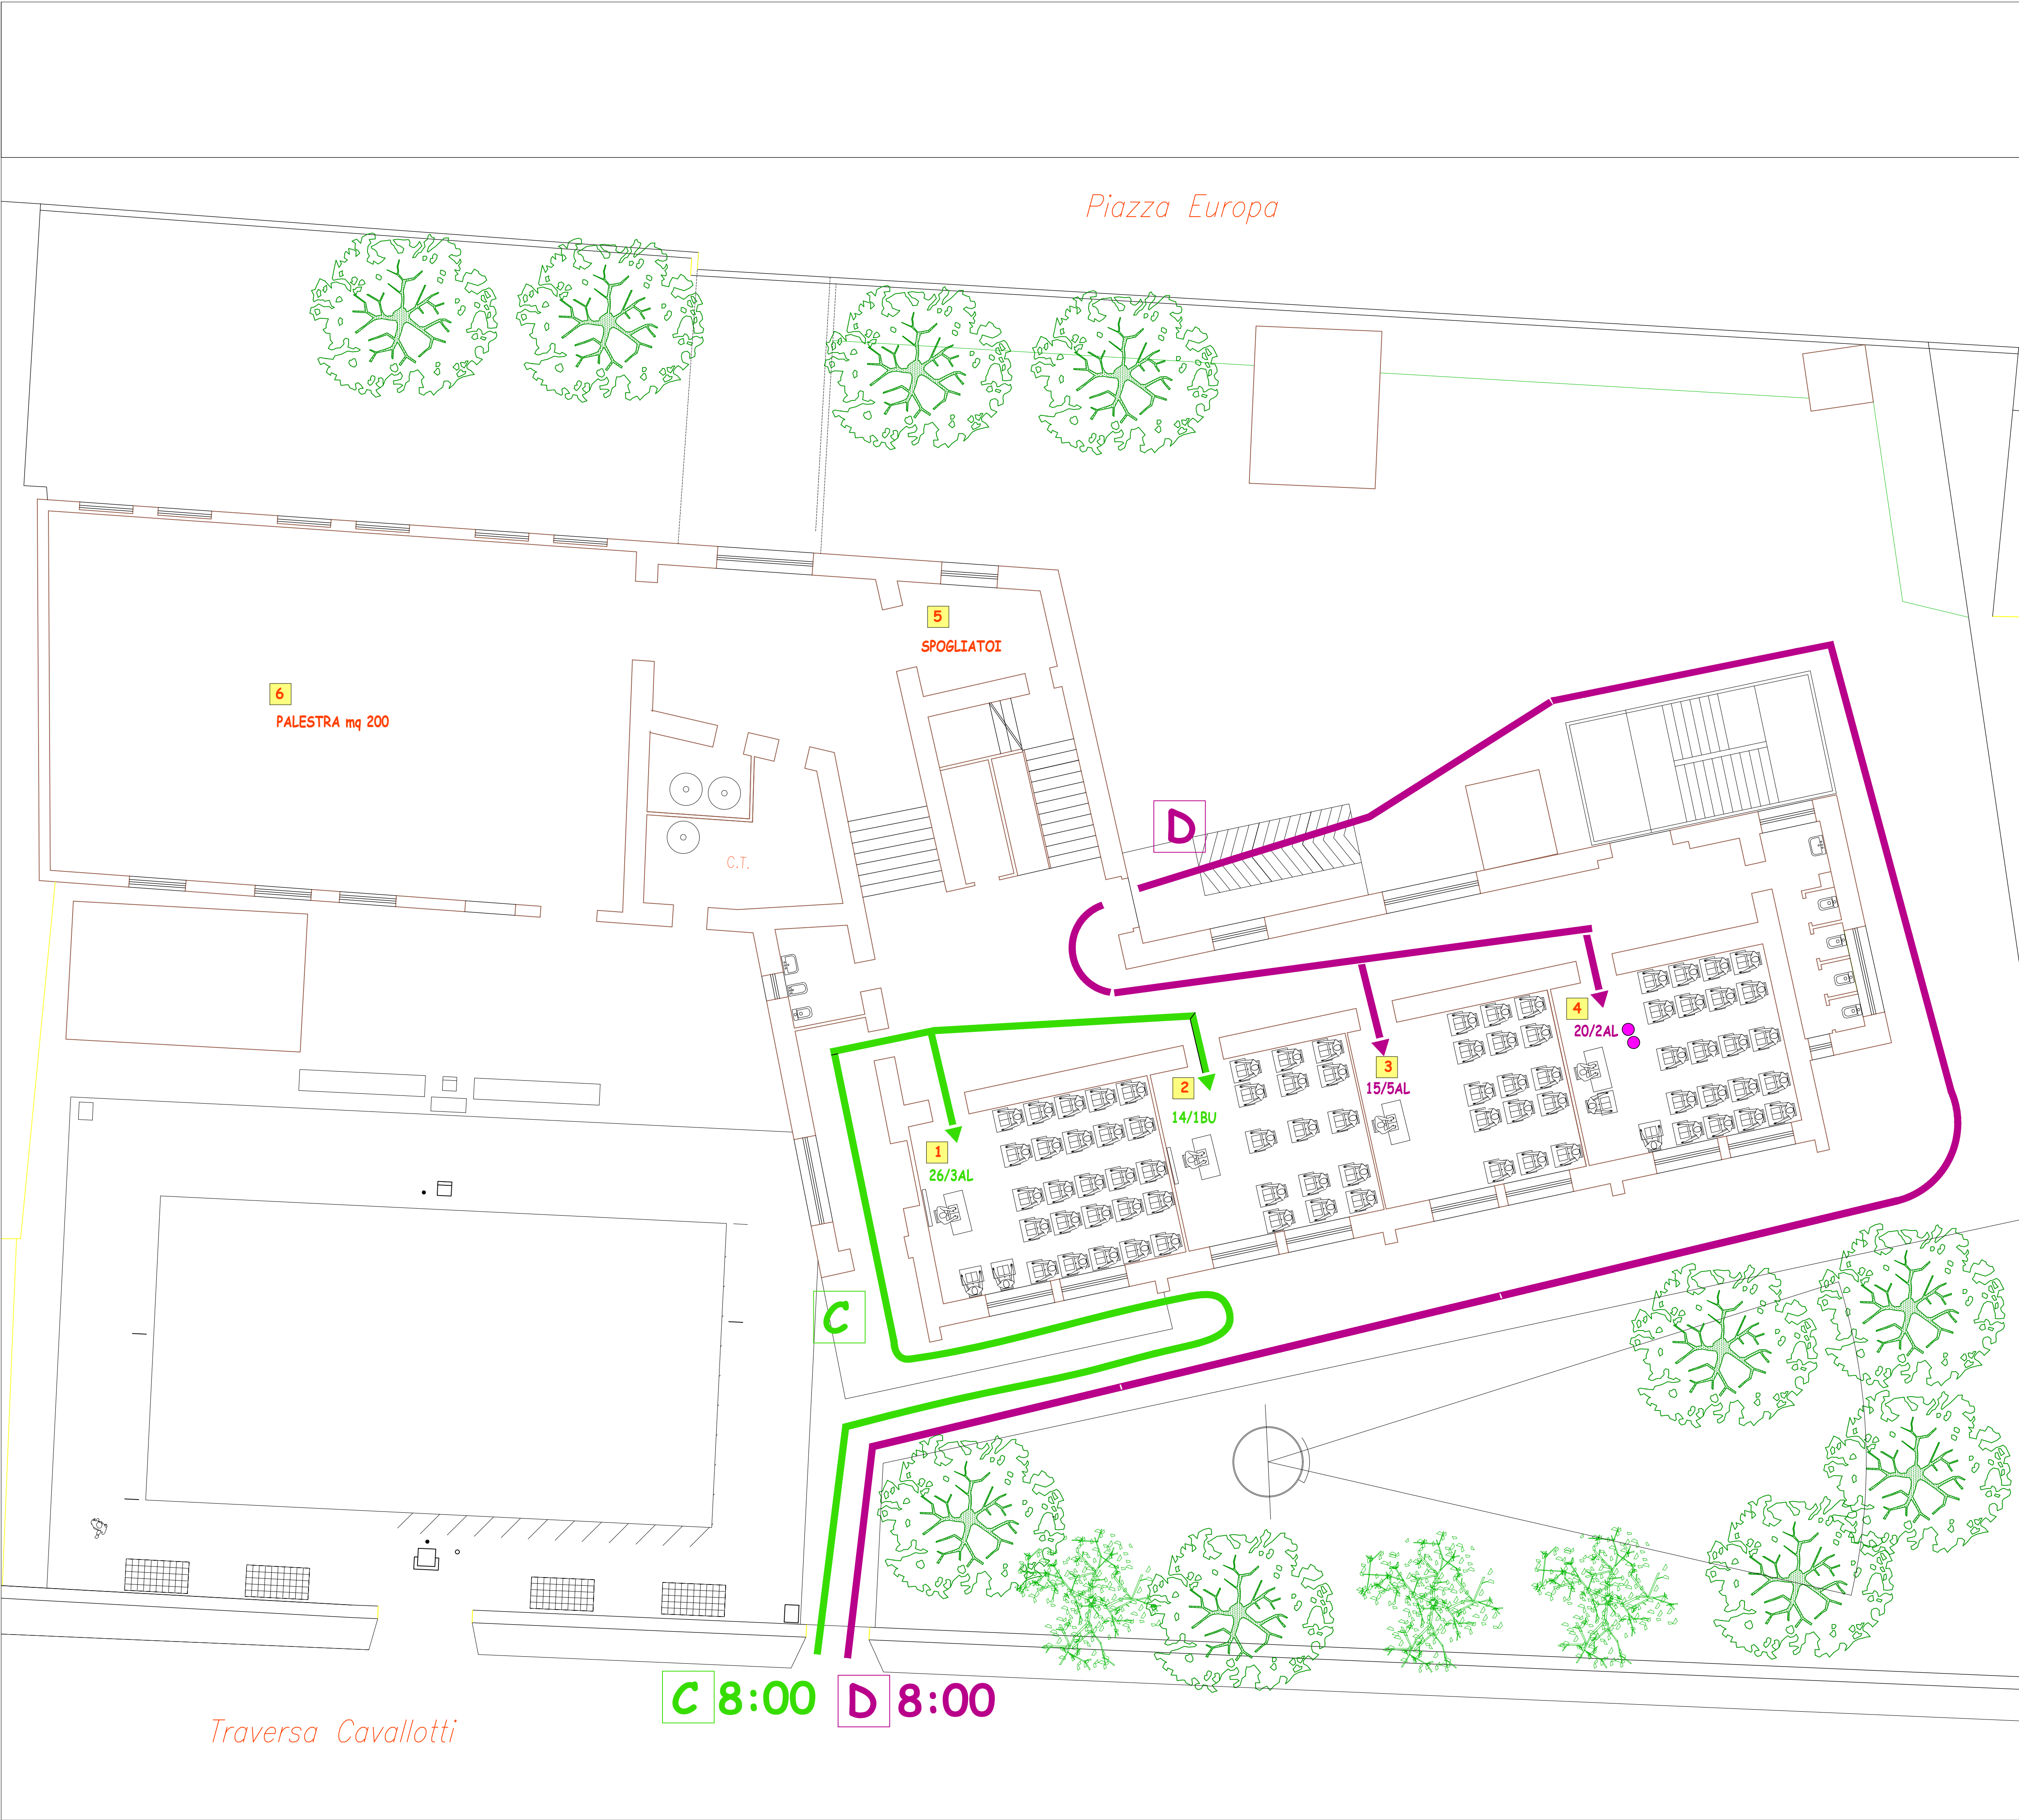 Piazza Europa
5
SPOGLIATOI
6
PALESTRA mq 200
D
C.T.
4
20/2AL
3
15/5AL
2
14/1BU
1
26/3AL
C
C 8:00
D 8:00
Traversa Cavallotti